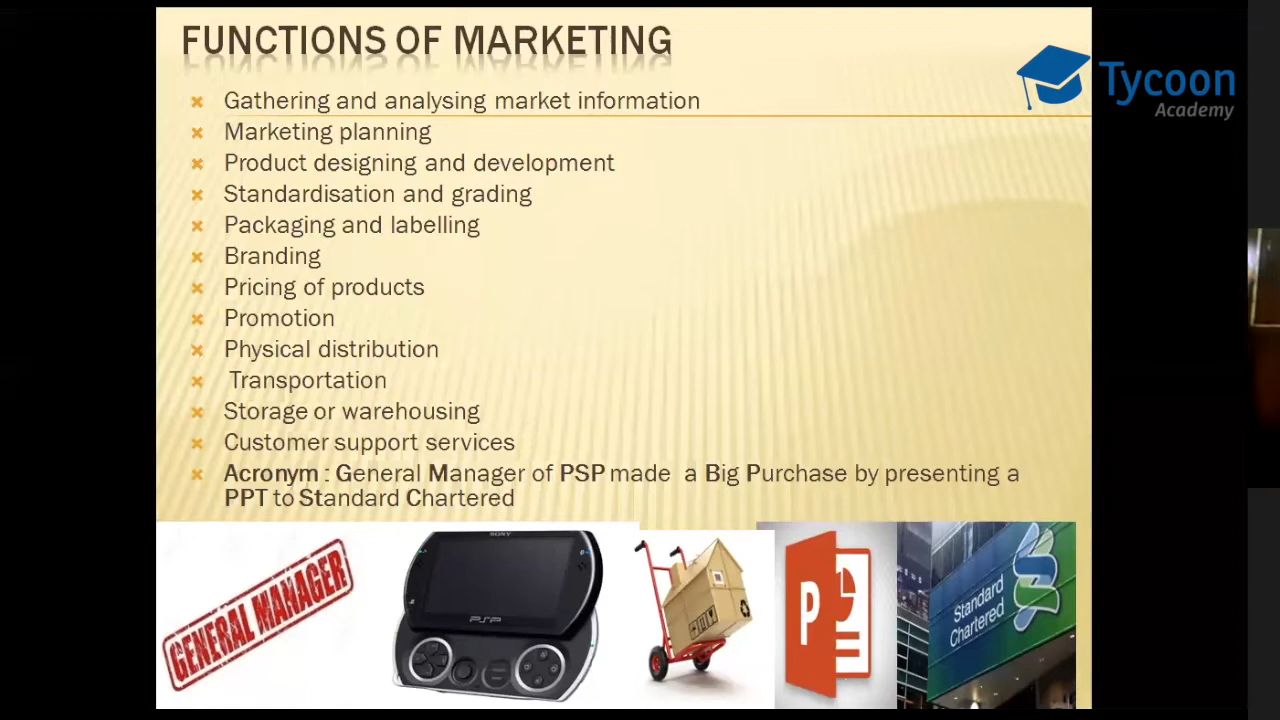 FUNCTIONS OF MARKETING
Tycoon
Academy
Gathering and analysing market information
Marketing planning
Product designing and development
Standardisation and grading
Packaging and labelling
Branding
Pricing of products
Promotion
Physical distribution
Transportation
Storage or warehousing
Customer support services
Acronym : General Manager of PSP made a Big Purchase by presenting a
PPT to Standard Chartered
GENERAL MANAGER
SONY
PSP
P
Standard
Chartered